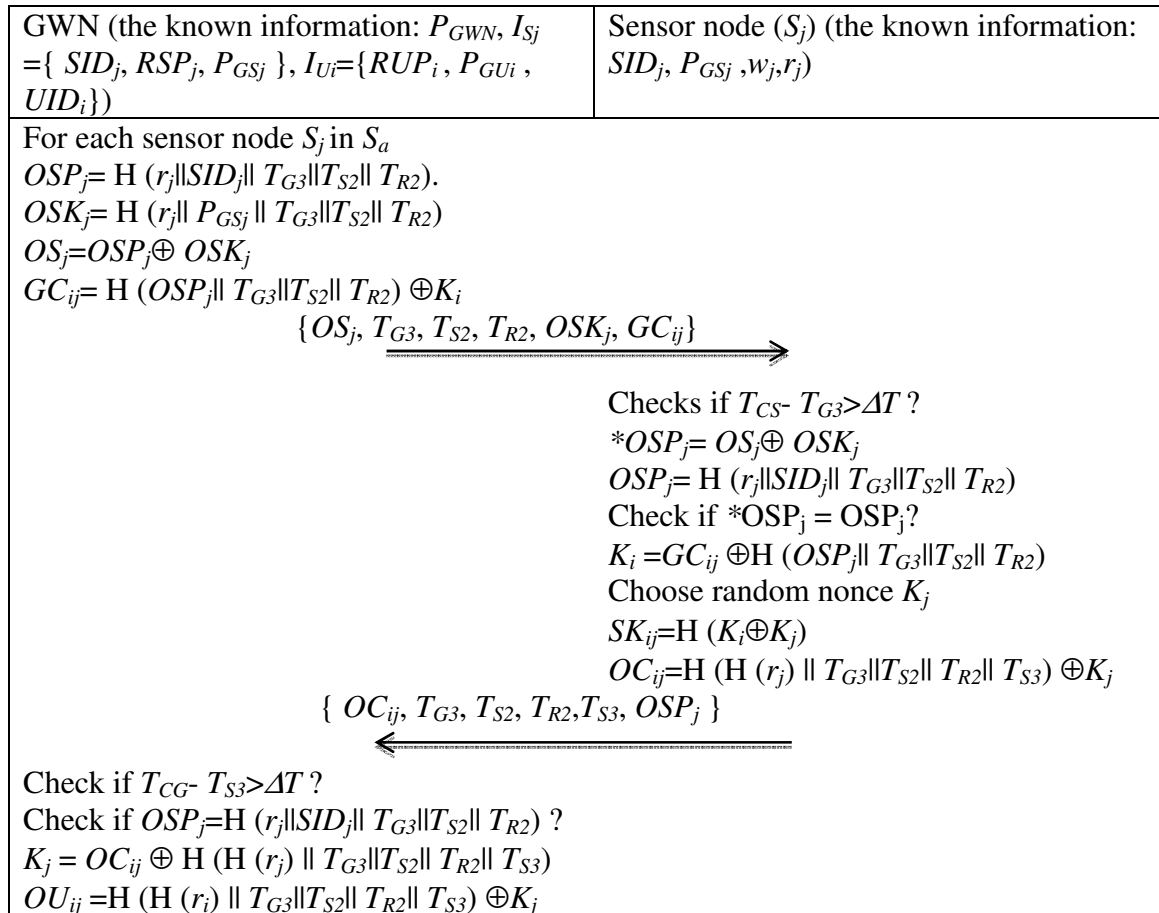 GWN (the known information: P_GWN, I_Sj
={ SID_j, RSP_j, P_GSj }, I_Ui={RUP_i , P_GUi ,
UID_i})
Sensor node (S_j) (the known information:
SID_j, P_GSj ,w_j,r_j)
For each sensor node S_j in S_a
OSP_j= H (r_j||SID_j|| T_G3||T_S2|| T_R2).
OSK_j= H (r_j|| P_GSj || T_G3||T_S2|| T_R2)
OS_j=OSP_j⊕ OSK_j
GC_ij= H (OSP_j|| T_G3||T_S2|| T_R2) ⊕K_i
{OS_j, T_G3, T_S2, T_R2, OSK_j, GC_ij}
Checks if T_CS- T_G3>ΔT ?
*OSP_j= OS_j⊕ OSK_j
OSP_j= H (r_j||SID_j|| T_G3||T_S2|| T_R2)
Check if *OSP_j = OSP_j?
K_i =GC_ij ⊕H (OSP_j|| T_G3||T_S2|| T_R2)
Choose random nonce K_j
SK_ij=H (K_i⊕K_j)
OC_ij=H (H (r_j) || T_G3||T_S2|| T_R2|| T_S3) ⊕K_j
{ OC_ij, T_G3, T_S2, T_R2,T_S3, OSP_j }
Check if T_CG- T_S3>ΔT ?
Check if OSP_j=H (r_j||SID_j|| T_G3||T_S2|| T_R2) ?
K_j = OC_ij ⊕ H (H (r_j) || T_G3||T_S2|| T_R2|| T_S3)
OU_ij =H (H (r_i) || T_G3||T_S2|| T_R2|| T_S3) ⊕K_j